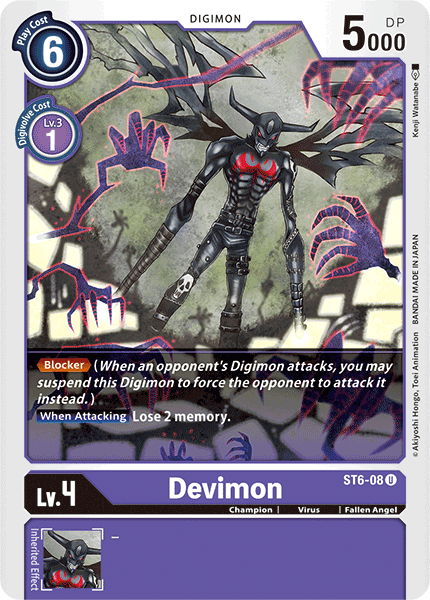 Play Cost
6
DIGIMON
DP
5000
Digivolve Cost
Lv.3
1
Kenji Watanabe
©Akiyoshi Hongo, Toei Animation BANDAI MADE IN JAPAN
Blocker (When an opponent's Digimon attacks, you may
suspend this Digimon to force the opponent to attack it
instead.)
When Attacking Lose 2 memory.
Lv.4
Devimon
ST6-08 U
Champion | Virus | Fallen Angel
Inherited Effect
–